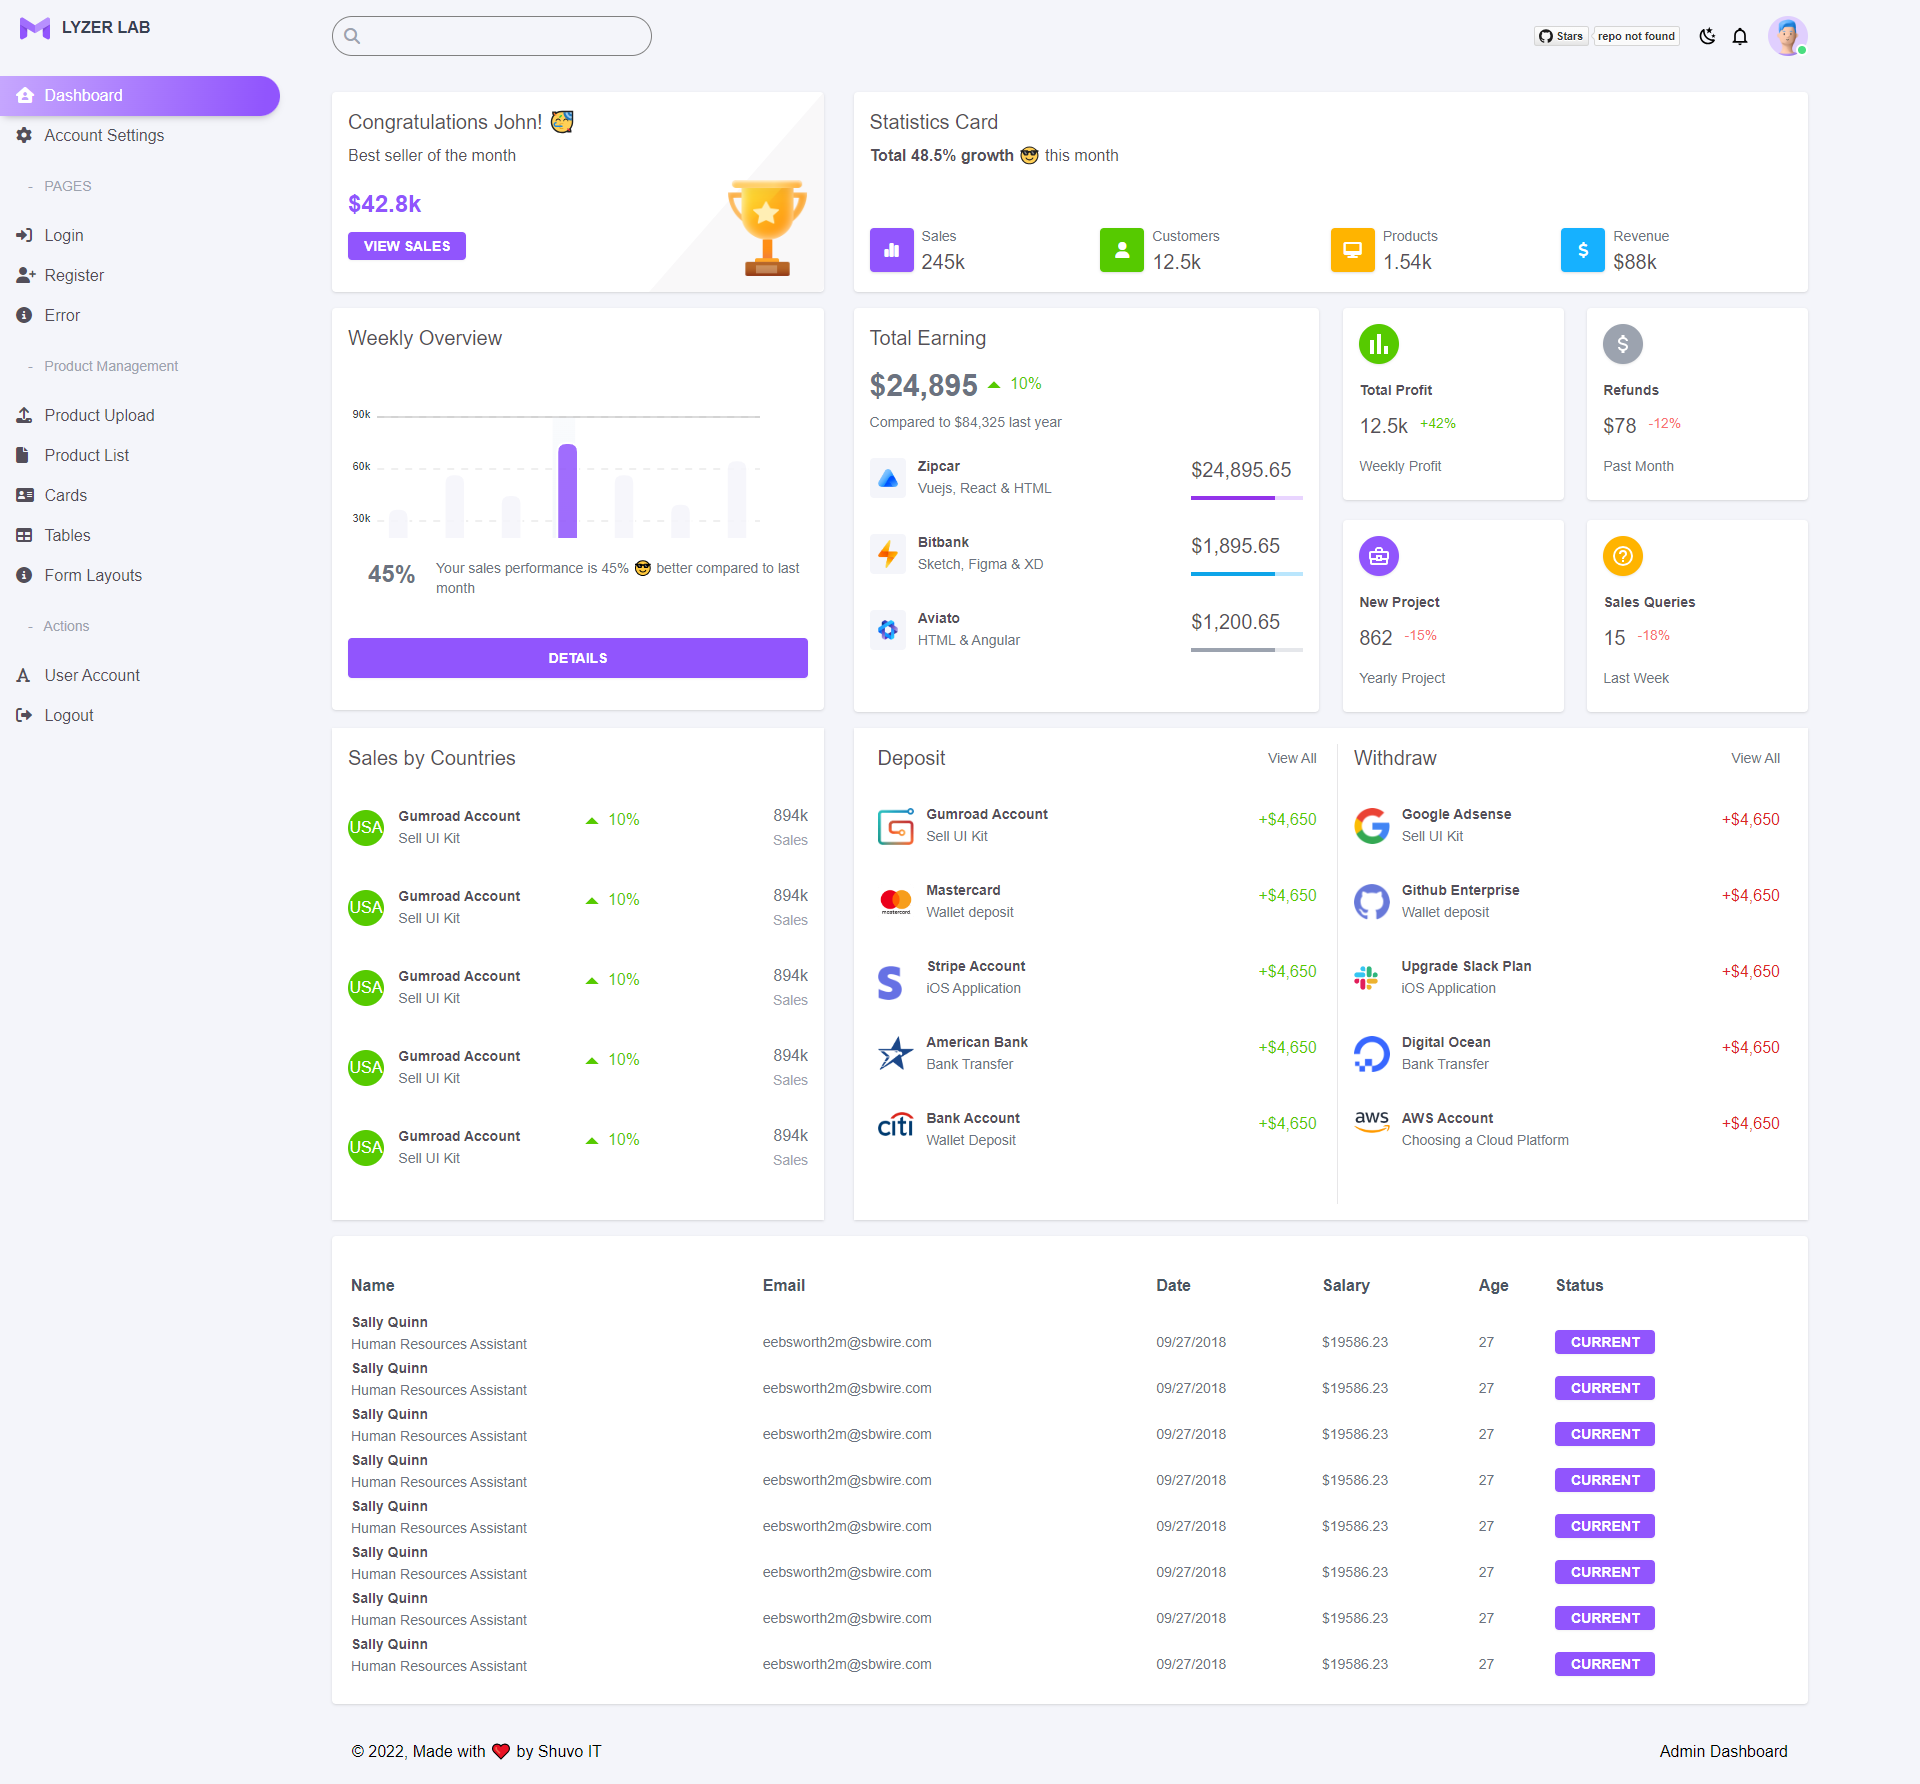 LYZER LAB
Stars
repo not found
Dashboard
Account Settings
- PAGES
Login
Register
Error
- Product Management
Product Upload
Product List
Cards
Tables
Form Layouts
- Actions
User Account
Logout
Congratulations John! 🥳
Best seller of the month
$42.8k
VIEW SALES
Statistics Card
Total 48.5% growth 😎 this month
Sales
245k
Customers
12.5k
Products
1.54k
Revenue
$88k
Weekly Overview
90k
60k
30k
45%
Your sales performance is 45% 😎 better compared to last
month
DETAILS
Total Earning
$24,895 10%
Compared to $84,325 last year
Zipcar
Vuejs, React & HTML
$24,895.65
Bitbank
Sketch, Figma & XD
$1,895.65
Aviato
HTML & Angular
$1,200.65
Total Profit
12.5k +42%
Weekly Profit
Refunds
$78 -12%
Past Month
New Project
862 -15%
Yearly Project
Sales Queries
15 -18%
Last Week
Sales by Countries
USA
Gumroad Account
Sell UI Kit
10%
894k
Sales
USA
Gumroad Account
Sell UI Kit
10%
894k
Sales
USA
Gumroad Account
Sell UI Kit
10%
894k
Sales
USA
Gumroad Account
Sell UI Kit
10%
894k
Sales
USA
Gumroad Account
Sell UI Kit
10%
894k
Sales
Deposit
View All
Gumroad Account
Sell UI Kit
+$4,650
mastercard
Mastercard
Wallet deposit
+$4,650
Stripe Account
iOS Application
+$4,650
American Bank
Bank Transfer
+$4,650
citi
Bank Account
Wallet Deposit
+$4,650
Withdraw
View All
Google Adsense
Sell UI Kit
+$4,650
Github Enterprise
Wallet deposit
+$4,650
Upgrade Slack Plan
iOS Application
+$4,650
Digital Ocean
Bank Transfer
+$4,650
aws
AWS Account
Choosing a Cloud Platform
+$4,650
Name Email Date Salary Age Status
Sally Quinn
Human Resources Assistant
eebsworth2m@sbwire.com 09/27/2018 $19586.23 27 CURRENT
Sally Quinn
Human Resources Assistant
eebsworth2m@sbwire.com 09/27/2018 $19586.23 27 CURRENT
Sally Quinn
Human Resources Assistant
eebsworth2m@sbwire.com 09/27/2018 $19586.23 27 CURRENT
Sally Quinn
Human Resources Assistant
eebsworth2m@sbwire.com 09/27/2018 $19586.23 27 CURRENT
Sally Quinn
Human Resources Assistant
eebsworth2m@sbwire.com 09/27/2018 $19586.23 27 CURRENT
Sally Quinn
Human Resources Assistant
eebsworth2m@sbwire.com 09/27/2018 $19586.23 27 CURRENT
Sally Quinn
Human Resources Assistant
eebsworth2m@sbwire.com 09/27/2018 $19586.23 27 CURRENT
Sally Quinn
Human Resources Assistant
eebsworth2m@sbwire.com 09/27/2018 $19586.23 27 CURRENT
© 2022, Made with ❤️ by Shuvo IT
Admin Dashboard